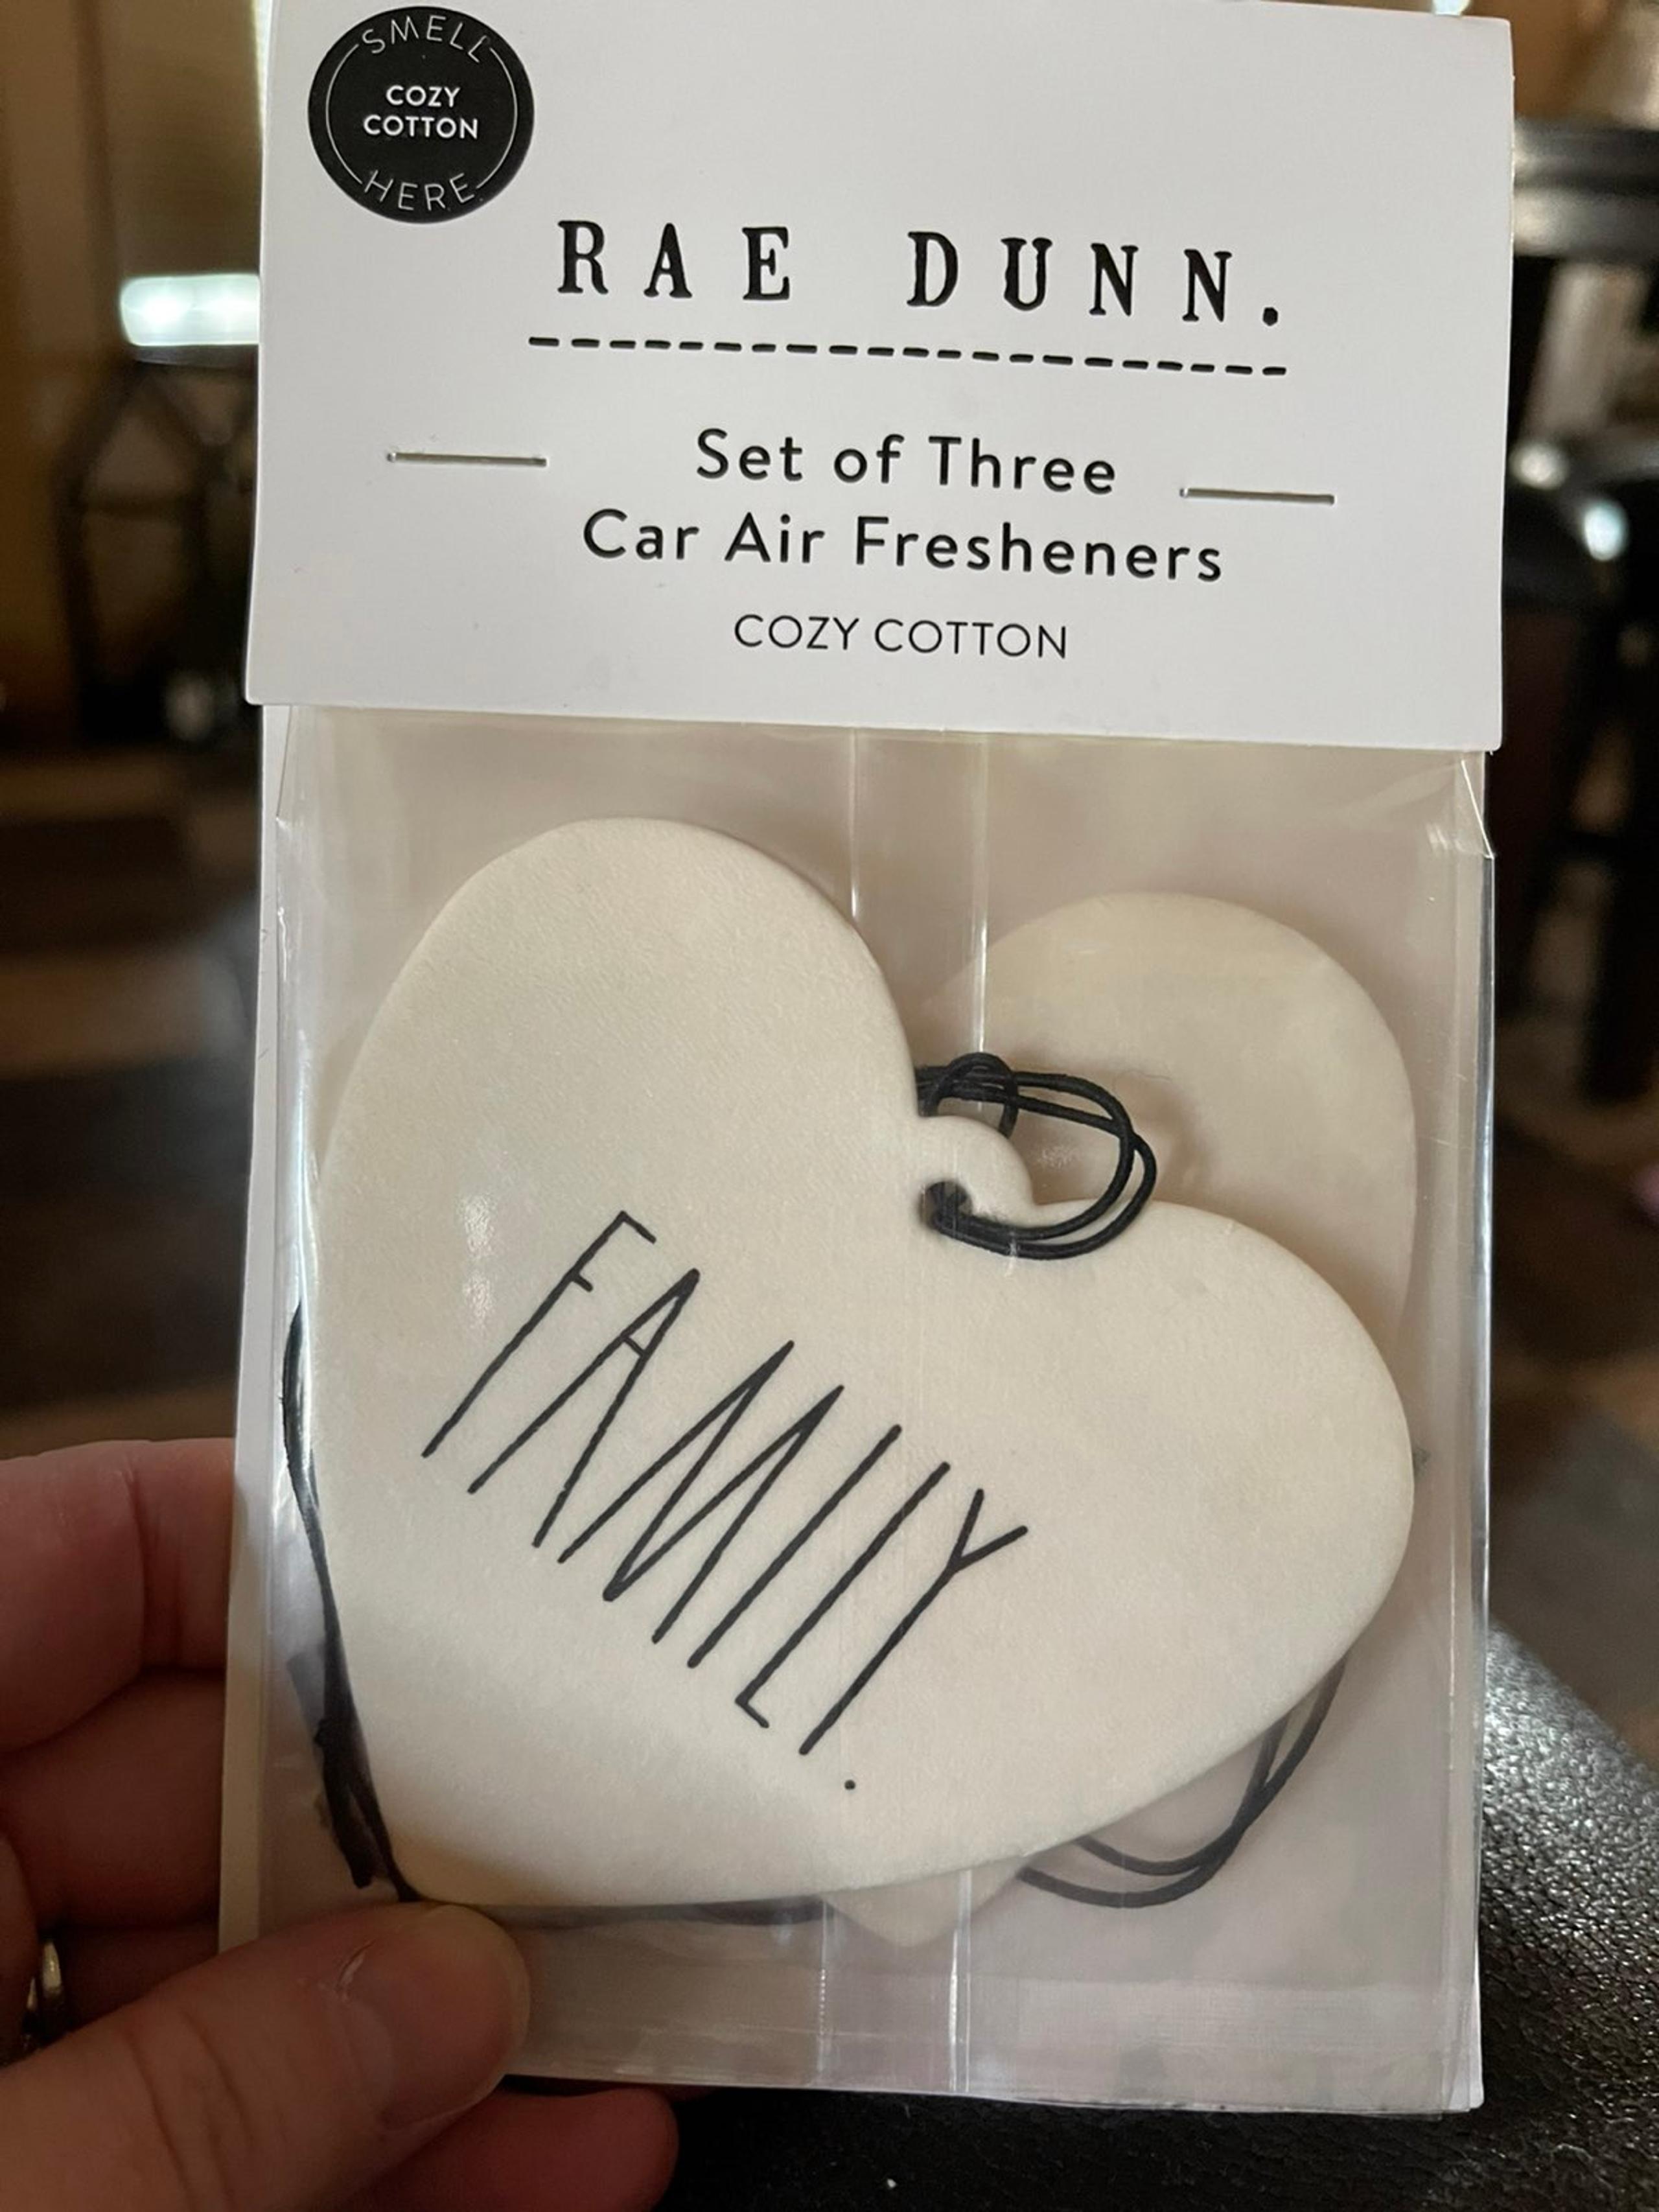 SMELL
COZY
COTTON
HERE
RAE DUNN.
Set of Three
Car Air Fresheners
COZY COTTON
FAMILY.